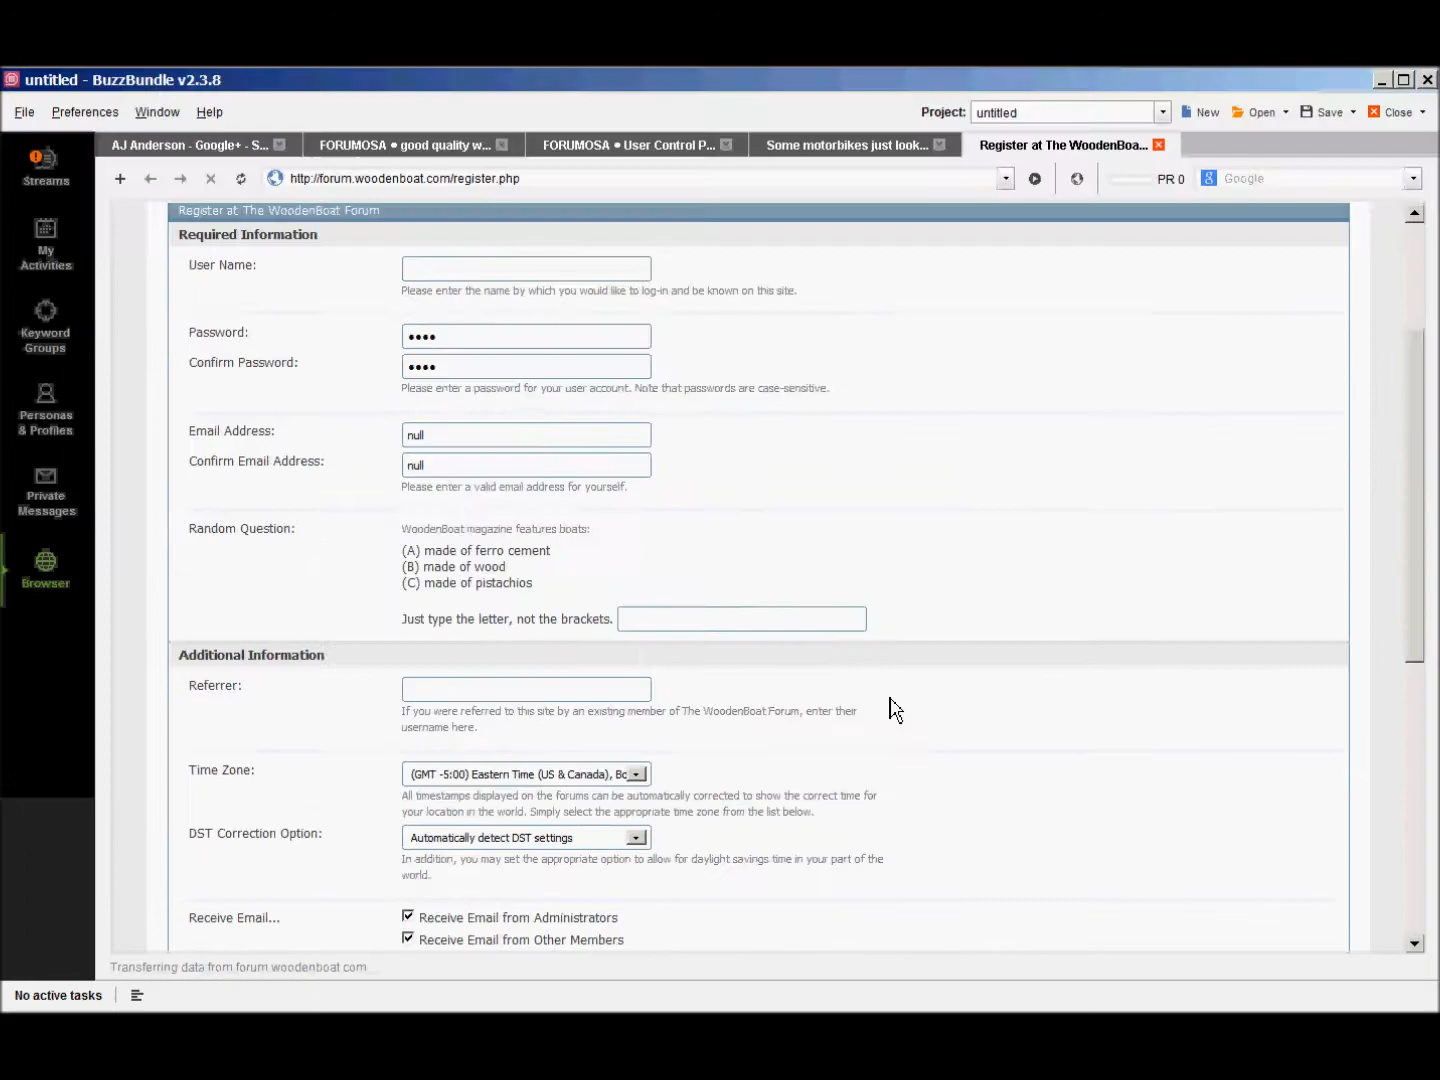 untitled - BuzzBundle v2.3.8
File Preferences Window Help Project: untitled New Open Save Close
AJ Anderson - Google+ - S... FORUMOSA • good quality w... FORUMOSA • User Control P... Some motorbikes just look... Register at The WoodenBoa...
http://forum.woodenboat.com/register.php PR 0 Google
Streams
My
Activities
Keyword
Groups
Personas
& Profiles
Private
Messages
Browser
Register at The WoodenBoat Forum
Required Information
User Name:
Please enter the name by which you would like to log-in and be known on this site.
Password: ••••
Confirm Password: ••••
Please enter a password for your user account. Note that passwords are case-sensitive.
Email Address: null
Confirm Email Address: null
Please enter a valid email address for yourself.
Random Question: WoodenBoat magazine features boats:
(A) made of ferro cement
(B) made of wood
(C) made of pistachios
Just type the letter, not the brackets.
Additional Information
Referrer:
If you were referred to this site by an existing member of The WoodenBoat Forum, enter their
username here.
Time Zone: (GMT -5:00) Eastern Time (US & Canada), Bo
All timestamps displayed on the forums can be automatically corrected to show the correct time for
your location in the world. Simply select the appropriate time zone from the list below.
DST Correction Option: Automatically detect DST settings
In addition, you may set the appropriate option to allow for daylight savings time in your part of the
world.
Receive Email... Receive Email from Administrators
Receive Email from Other Members
Transferring data from forum.woodenboat.com
No active tasks